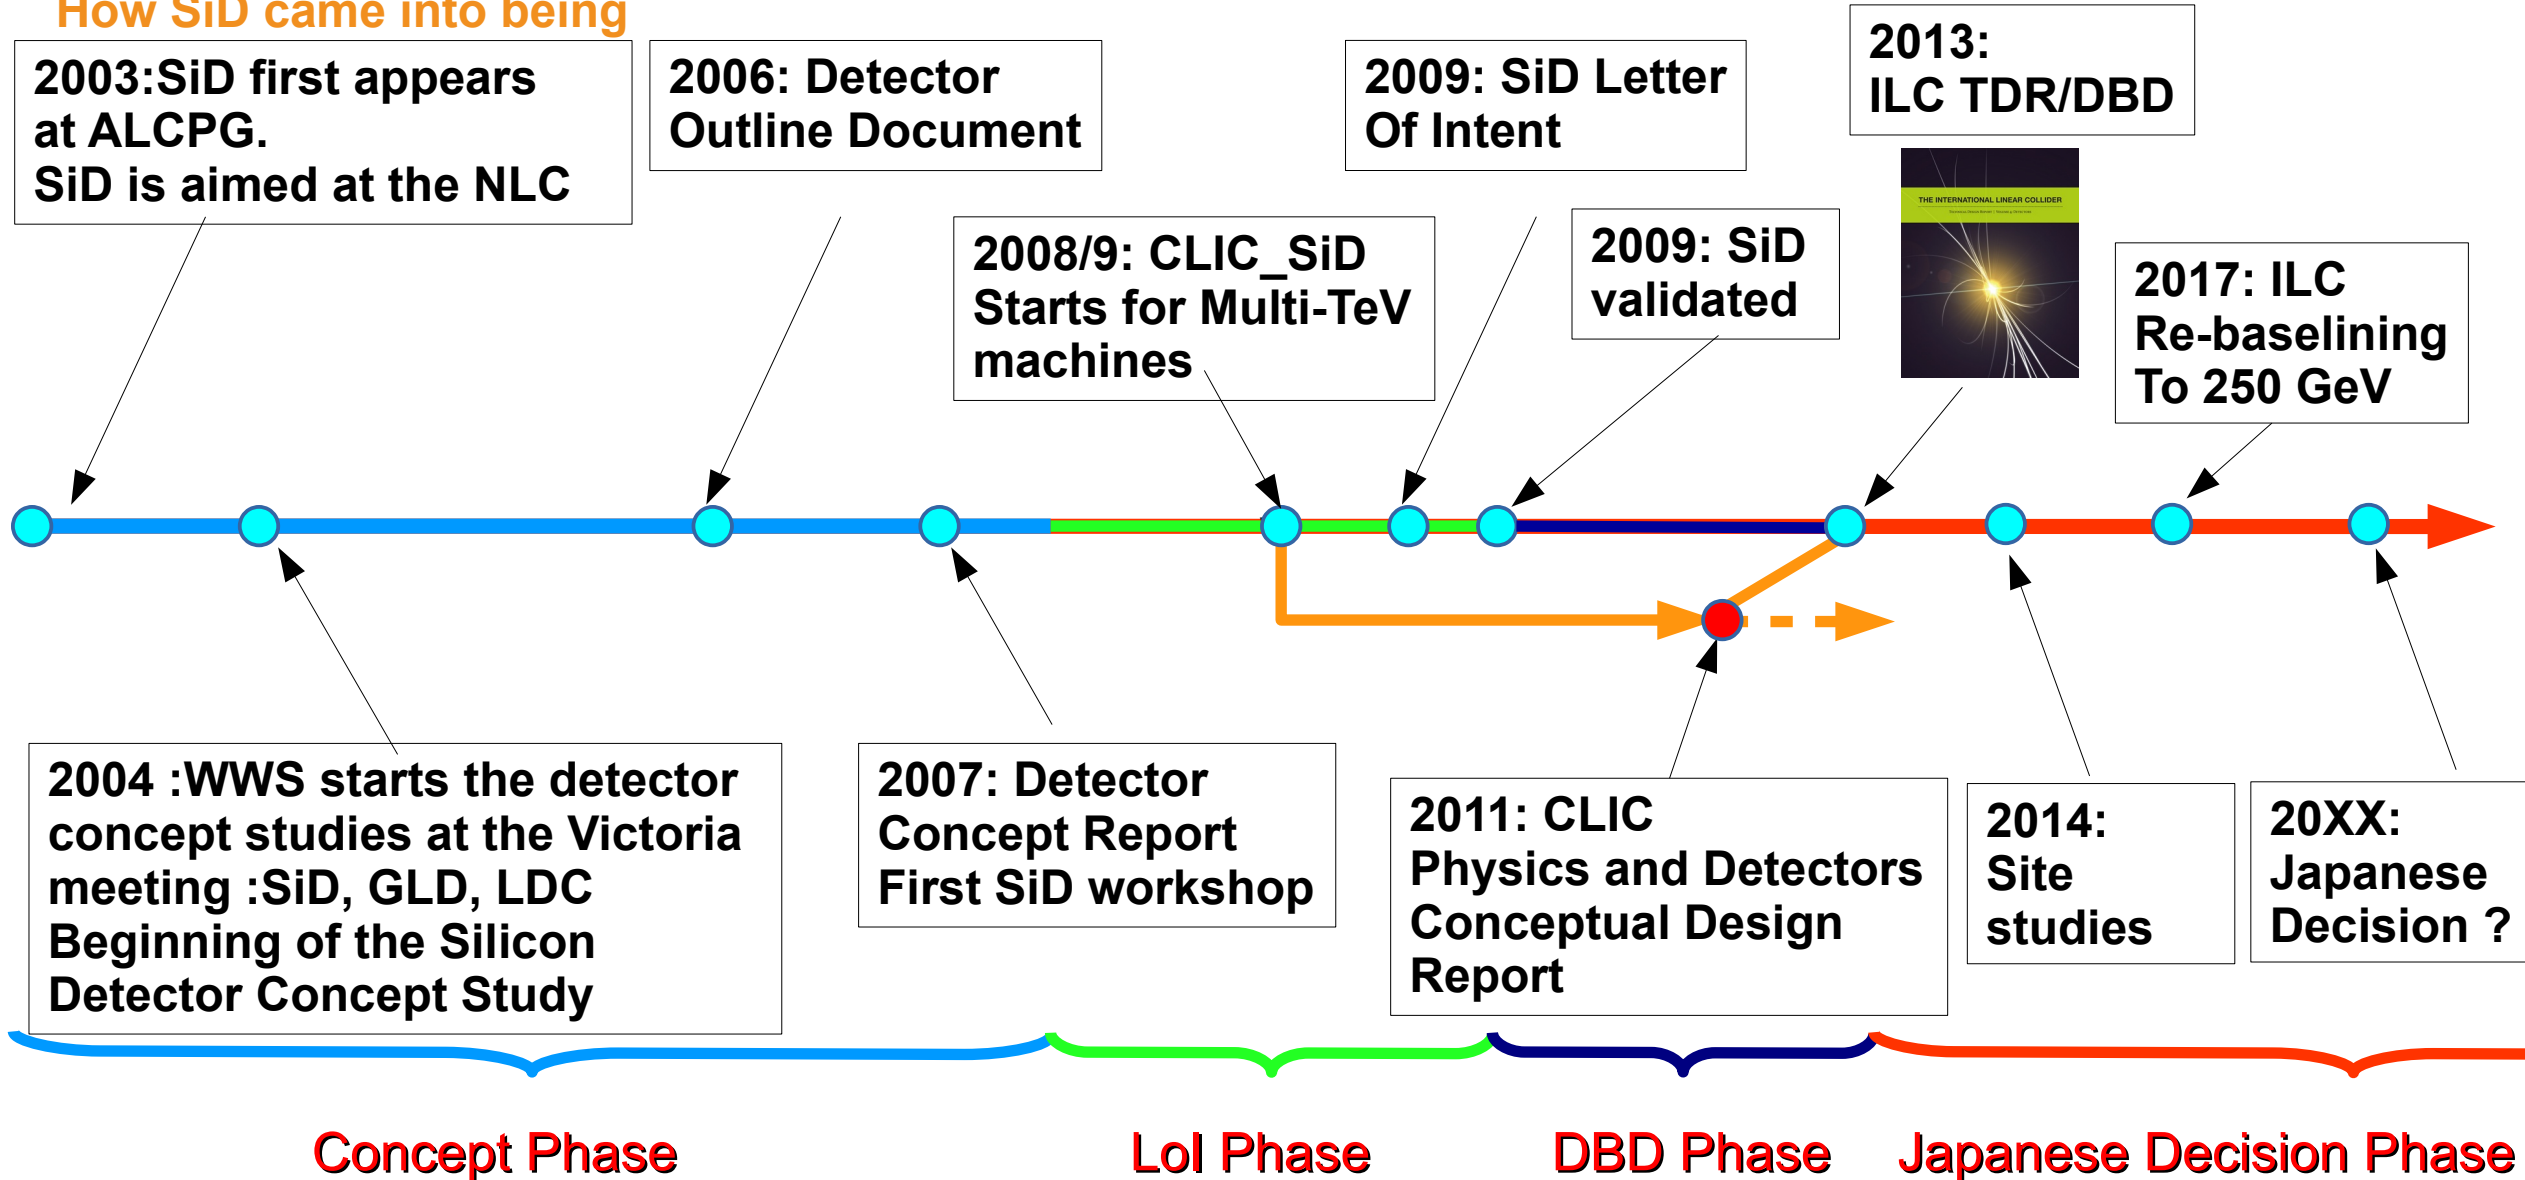 How SiD came into being
2003:SiD first appears
at ALCPG.
SiD is aimed at the NLC
2006: Detector
Outline Document
2008/9: CLIC_SiD
Starts for Multi-TeV
machines
2009: SiD Letter
Of Intent
2009: SiD
validated
2013:
ILC TDR/DBD
THE INTERNATIONAL LINEAR COLLIDER
2017: ILC
Re-baselining
To 250 GeV
2004 :WWS starts the detector
concept studies at the Victoria
meeting :SiD, GLD, LDC
Beginning of the Silicon
Detector Concept Study
2007: Detector
Concept Report
First SiD workshop
2011: CLIC
Physics and Detectors
Conceptual Design
Report
2014:
Site
studies
20XX:
Japanese
Decision ?
Concept Phase
LoI Phase
DBD Phase
Japanese Decision Phase